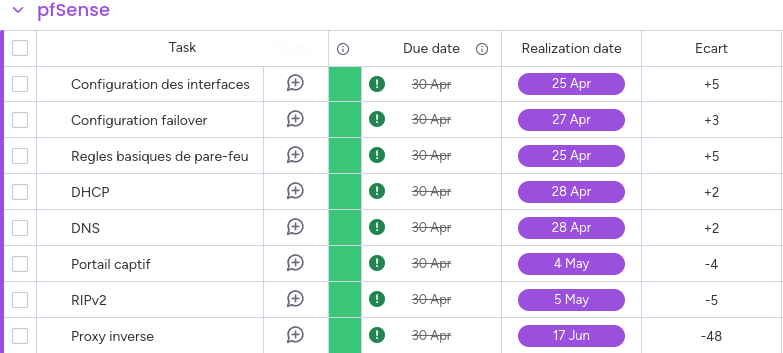 pfSense
Task Status Due date Realization date Ecart
Configuration des interfaces 30 Apr 25 Apr +5
Configuration failover 30 Apr 27 Apr +3
Regles basiques de pare-feu 30 Apr 25 Apr +5
DHCP 30 Apr 28 Apr +2
DNS 30 Apr 28 Apr +2
Portail captif 30 Apr 4 May -4
RIPv2 30 Apr 5 May -5
Proxy inverse 30 Apr 17 Jun -48